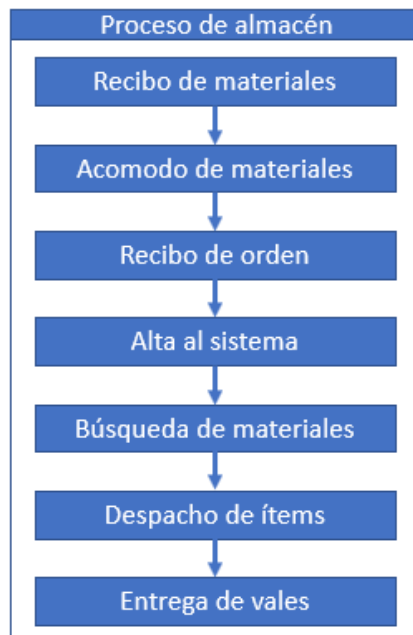 Proceso de almacén
Recibo de materiales
Acomodo de materiales
Recibo de orden
Alta al sistema
Búsqueda de materiales
Despacho de ítems
Entrega de vales